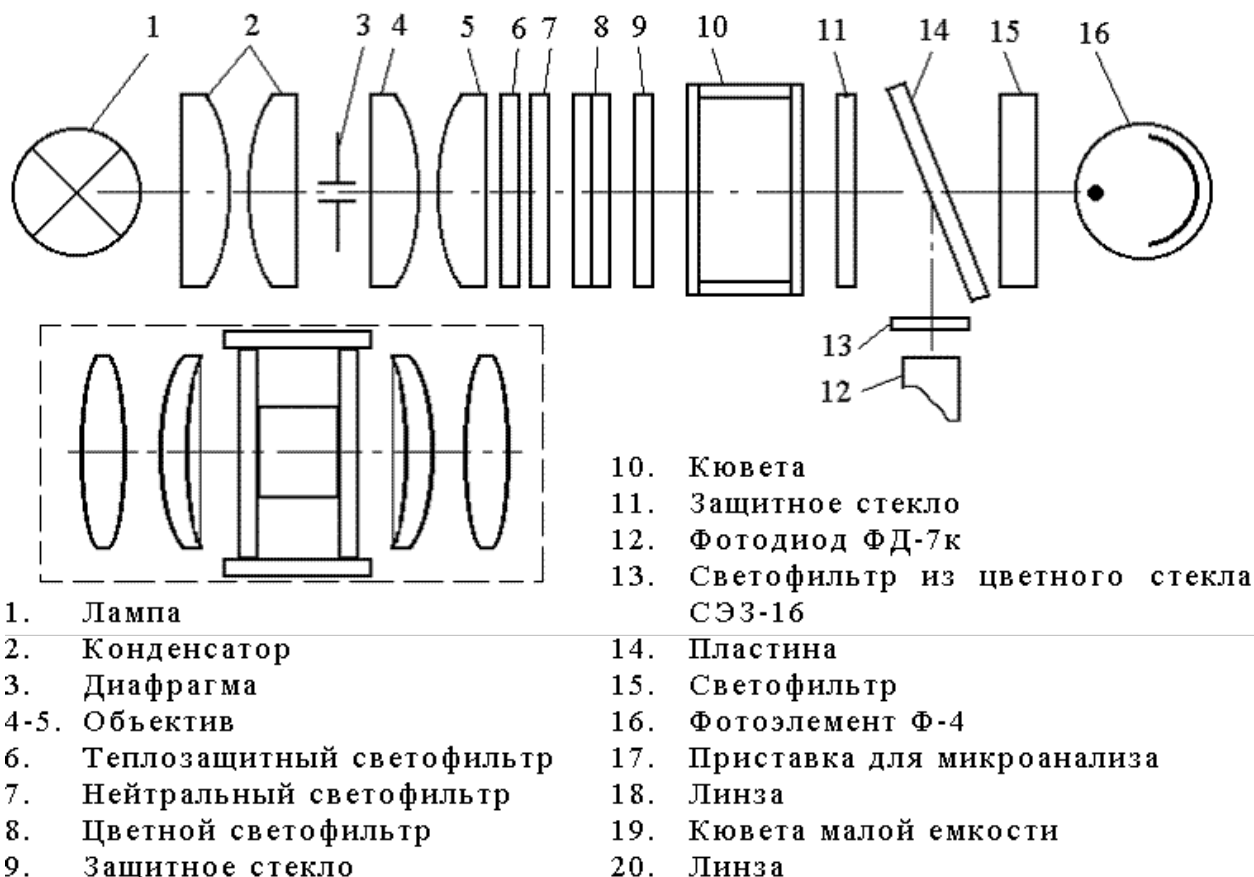 1 2 3 4 5 6 7 8 9 10 11 14 15 16
13
12
10. Кювета
11. Защитное стекло
12. Фотодиод ФД-7к
13. Светофильтр из цветного стекла
СЭЗ-16
1. Лампа
2. Конденсатор
3. Диафрагма
4-5. Объектив
6. Теплозащитный светофильтр
7. Нейтральный светофильтр
8. Цветной светофильтр
9. Защитное стекло
14. Пластина
15. Светофильтр
16. Фотоэлемент Ф-4
17. Приставка для микроанализа
18. Линза
19. Кювета малой емкости
20. Линза